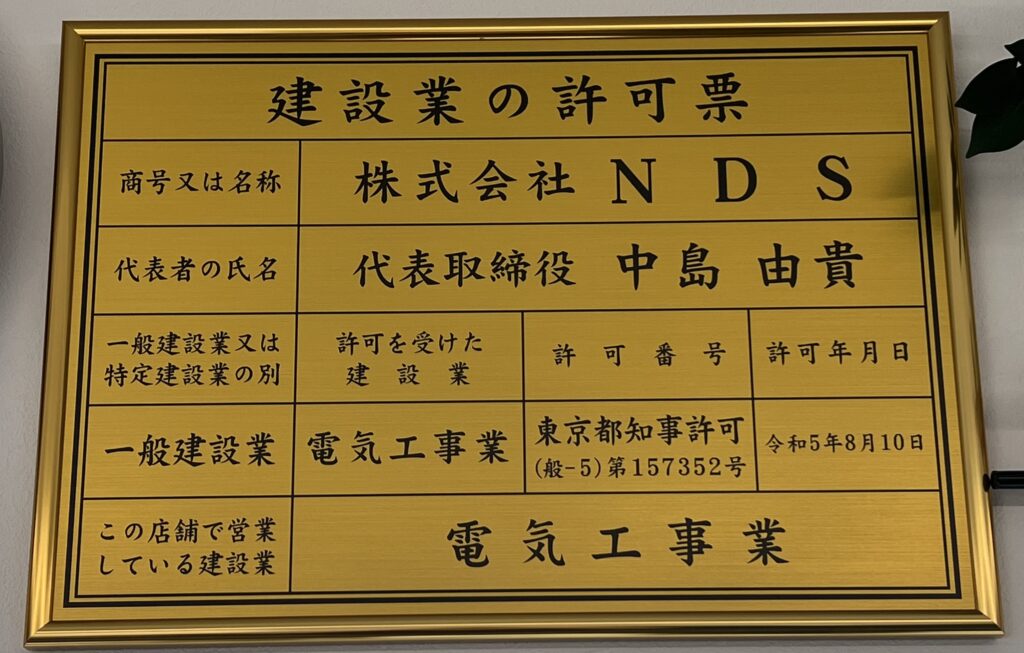 建設業の許可票
商号又は名称
株式会社 N D S
代表者の氏名
代表取締役 中島 由貴
一般建設業又は
特定建設業の別
許可を受けた
建設業
許可番号
許可年月日
一般建設業
電気工事業
東京都知事許可
(般-5)第157352号
令和5年8月10日
この店舗で営業
している建設業
電気工事業